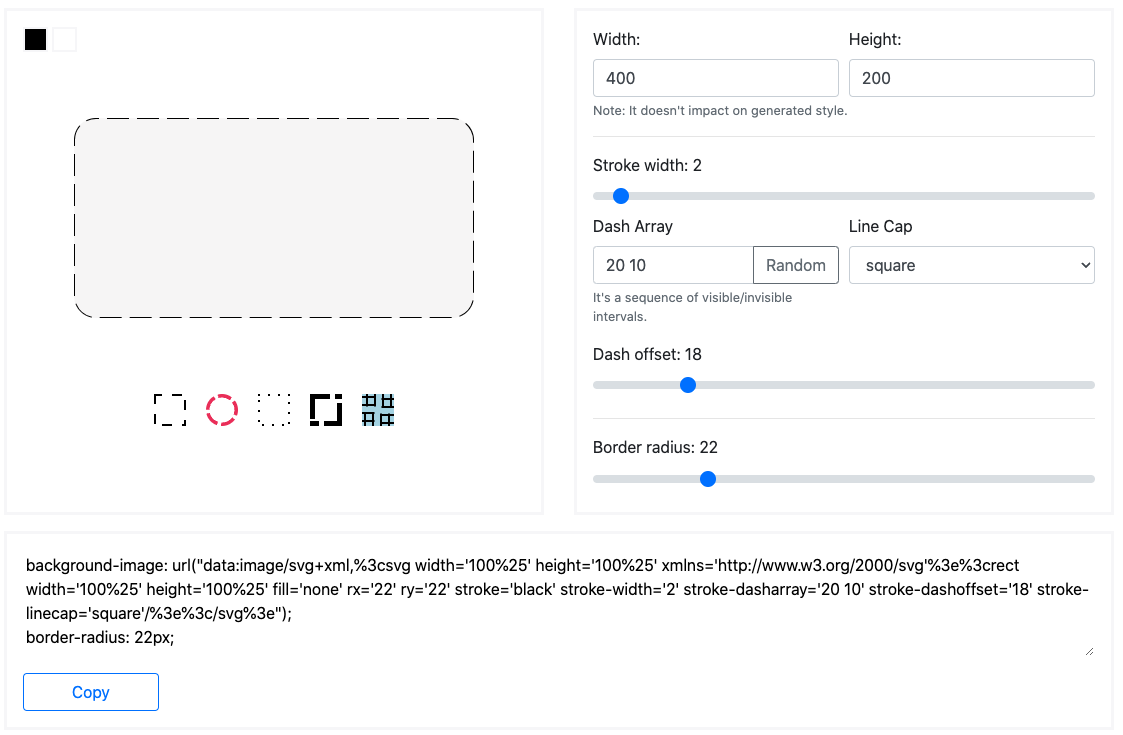 Width:
Height:
400
200
Note: It doesn't impact on generated style.
Stroke width: 2
Dash Array
Line Cap
20 10
Random
square
It's a sequence of visible/invisible
intervals.
Dash offset: 18
Border radius: 22
background-image: url("data:image/svg+xml,%3csvg width='100%25' height='100%25' xmlns='http://www.w3.org/2000/svg'%3e%3crect
width='100%25' height='100%25' fill='none' rx='22' ry='22' stroke='black' stroke-width='2' stroke-dasharray='20 10' stroke-dashoffset='18' stroke-
linecap='square'/%3e%3c/svg%3e");
border-radius: 22px;
Copy